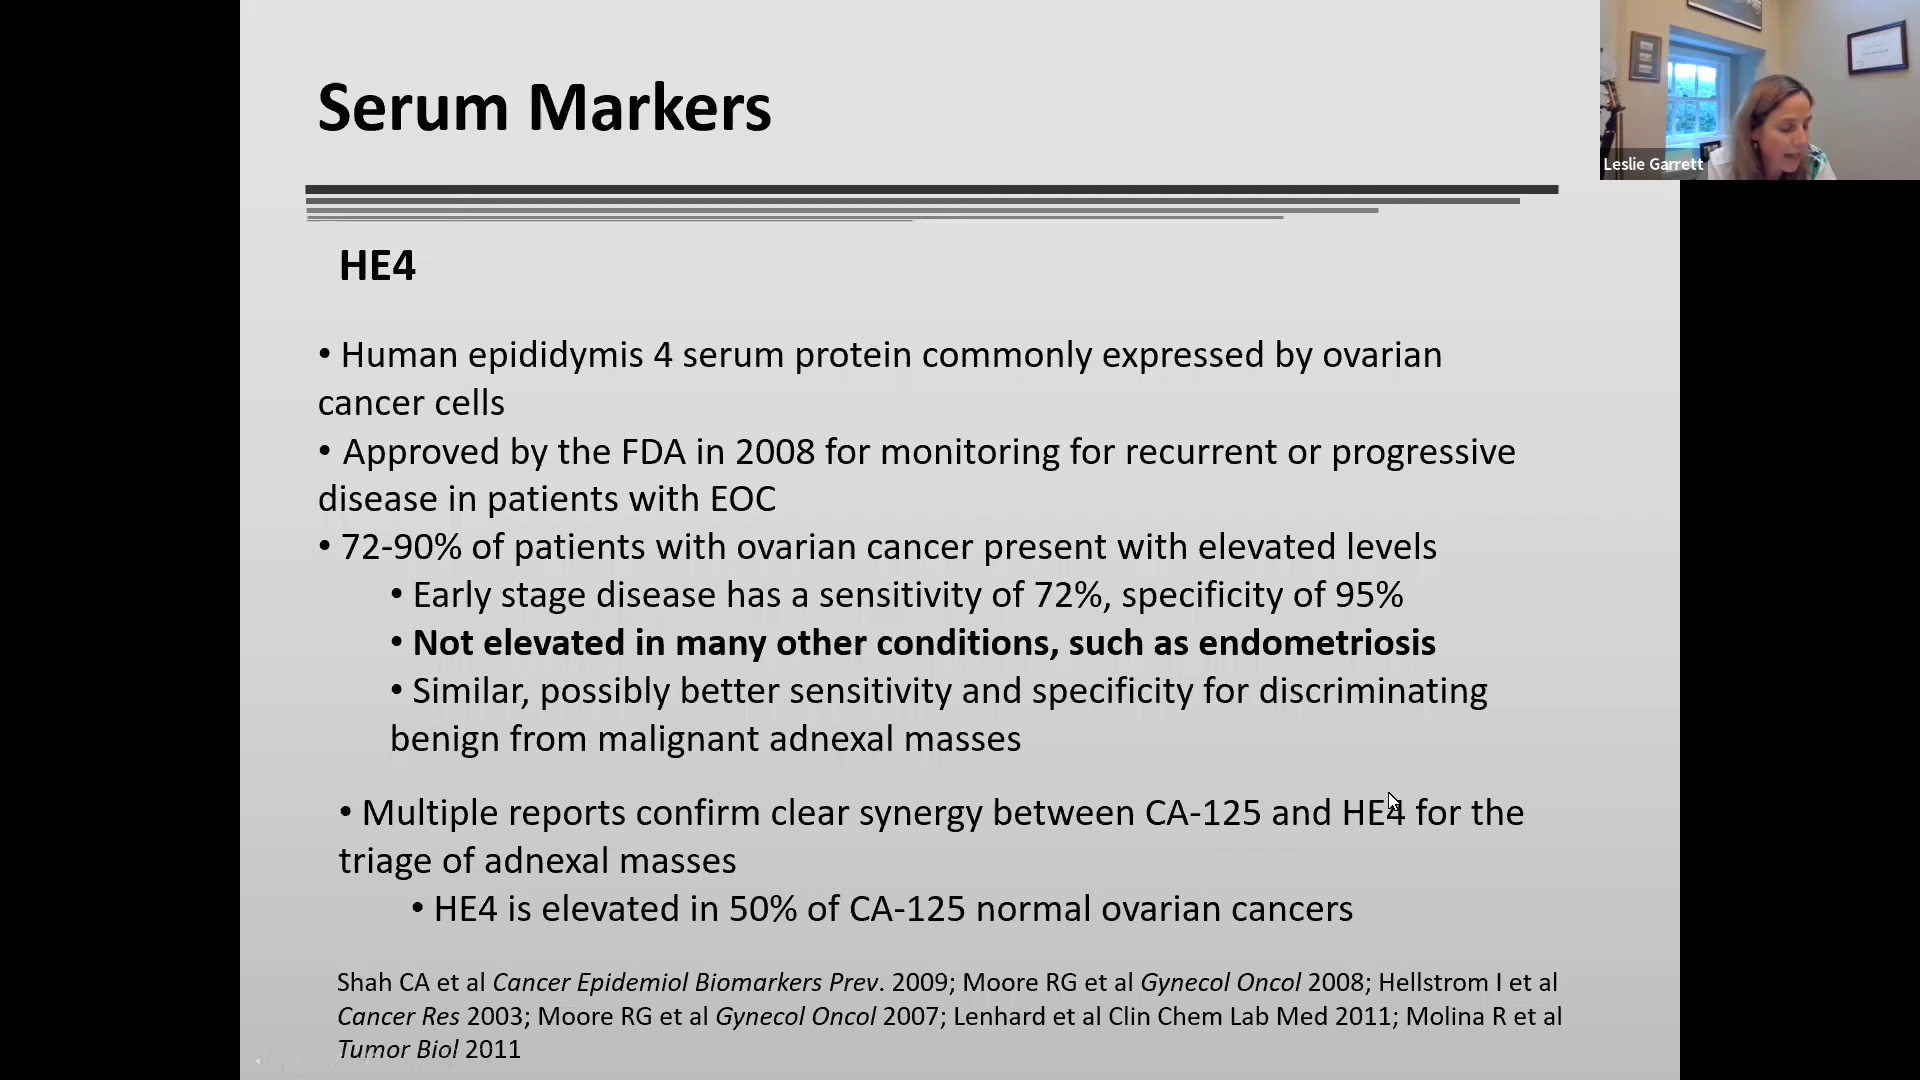 Serum Markers
Leslie Garrett
HE4
• Human epididymis 4 serum protein commonly expressed by ovarian
cancer cells
• Approved by the FDA in 2008 for monitoring for recurrent or progressive
disease in patients with EOC
• 72-90% of patients with ovarian cancer present with elevated levels
• Early stage disease has a sensitivity of 72%, specificity of 95%
• Not elevated in many other conditions, such as endometriosis
• Similar, possibly better sensitivity and specificity for discriminating
benign from malignant adnexal masses
• Multiple reports confirm clear synergy between CA-125 and HE4 for the
triage of adnexal masses
• HE4 is elevated in 50% of CA-125 normal ovarian cancers
Shah CA et al Cancer Epidemiol Biomarkers Prev. 2009; Moore RG et al Gynecol Oncol 2008; Hellstrom I et al
Cancer Res 2003; Moore RG et al Gynecol Oncol 2007; Lenhard et al Clin Chem Lab Med 2011; Molina R et al
Tumor Biol 2011